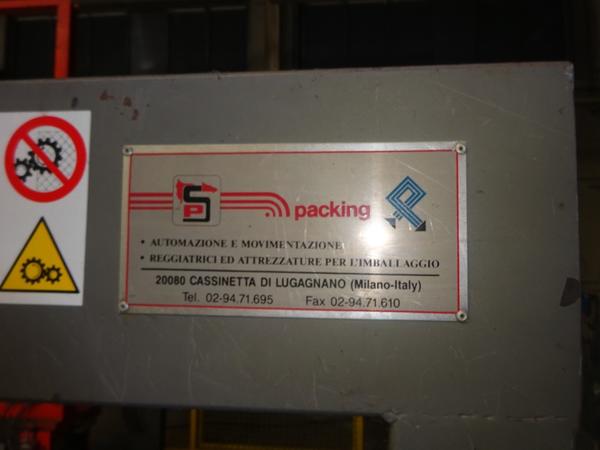 SP packing
• AUTOMAZIONE E MOVIMENTAZIONE
• REGGIATRICI ED ATTREZZATURE PER L'IMBALLAGGIO
20080 CASSINETTA DI LUGAGNANO (Milano-Italy)
Tel. 02-94.71.695 Fax 02-94.71.610